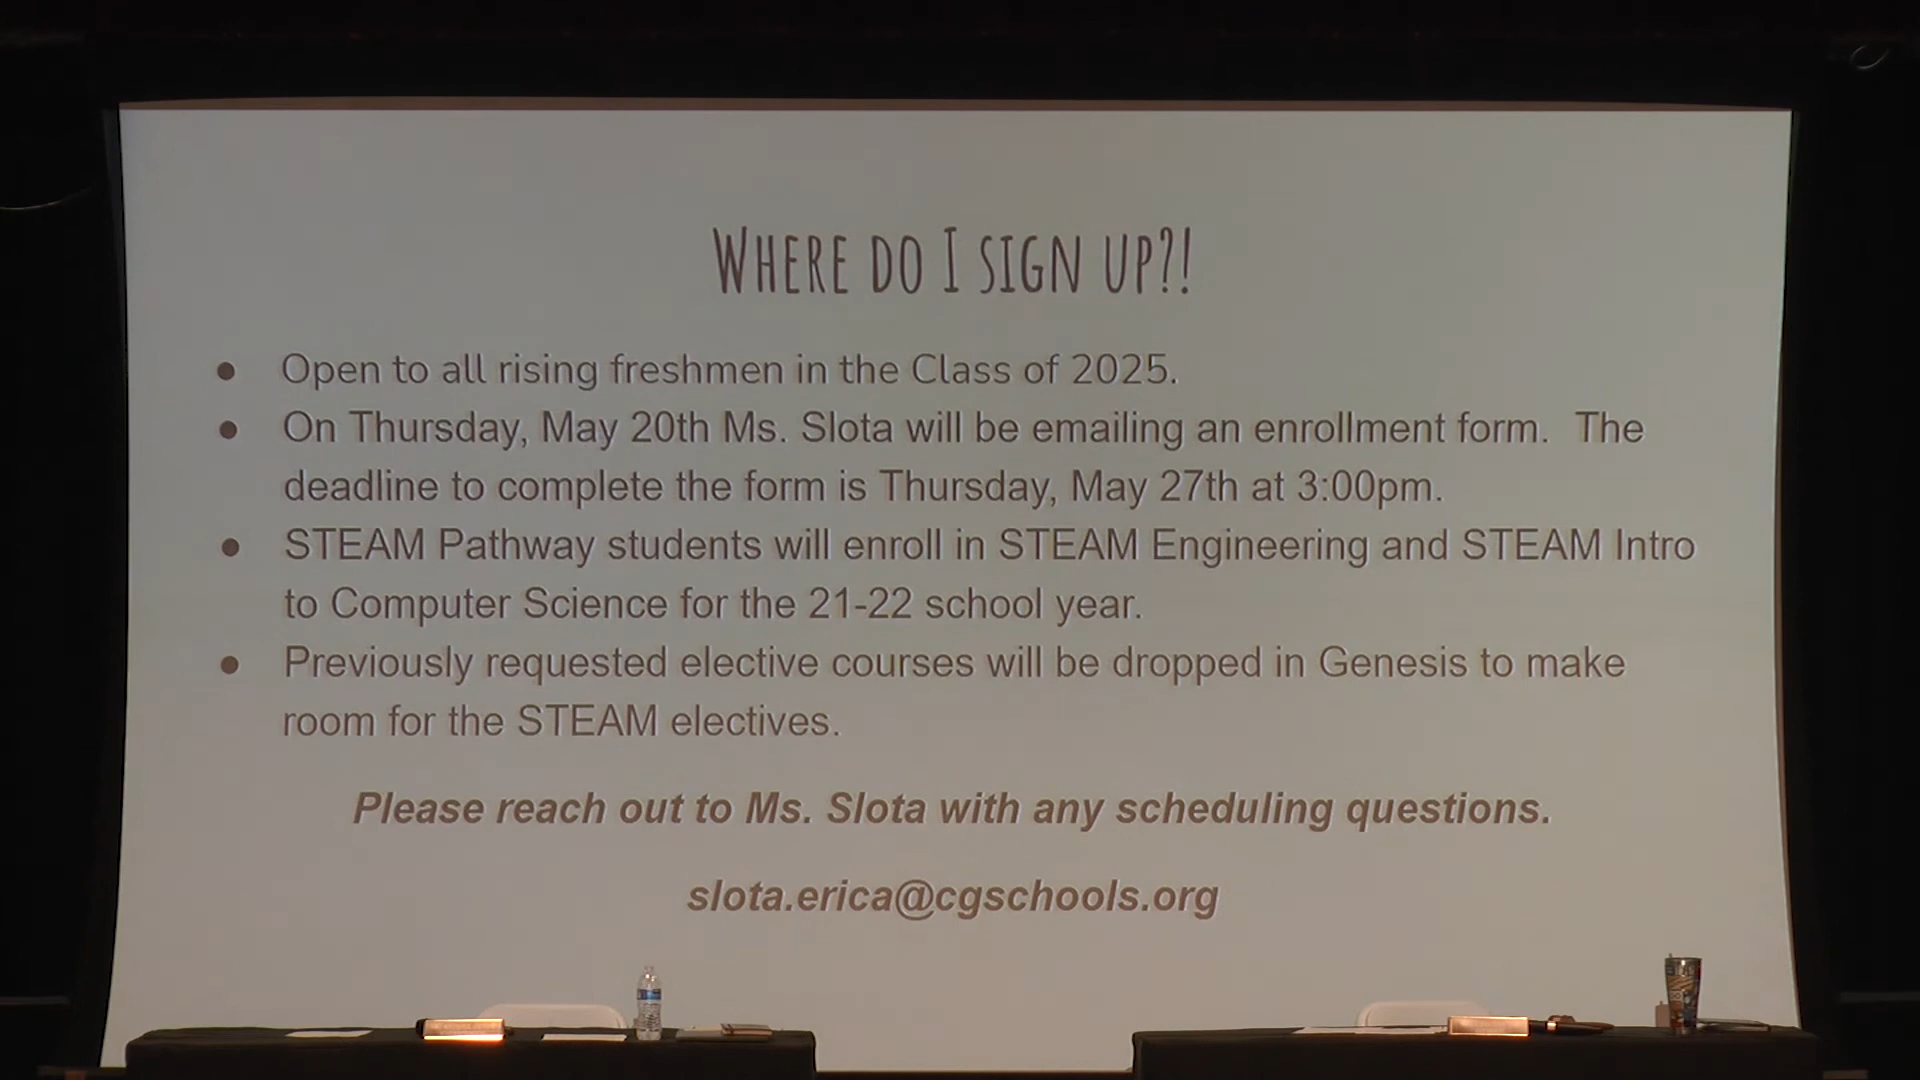 WHERE DO I SIGN UP?!
● Open to all rising freshmen in the Class of 2025.
● On Thursday, May 20th Ms. Slota will be emailing an enrollment form. The
deadline to complete the form is Thursday, May 27th at 3:00pm.
● STEAM Pathway students will enroll in STEAM Engineering and STEAM Intro
to Computer Science for the 21-22 school year.
● Previously requested elective courses will be dropped in Genesis to make
room for the STEAM electives.
Please reach out to Ms. Slota with any scheduling questions.
slota.erica@cgschools.org